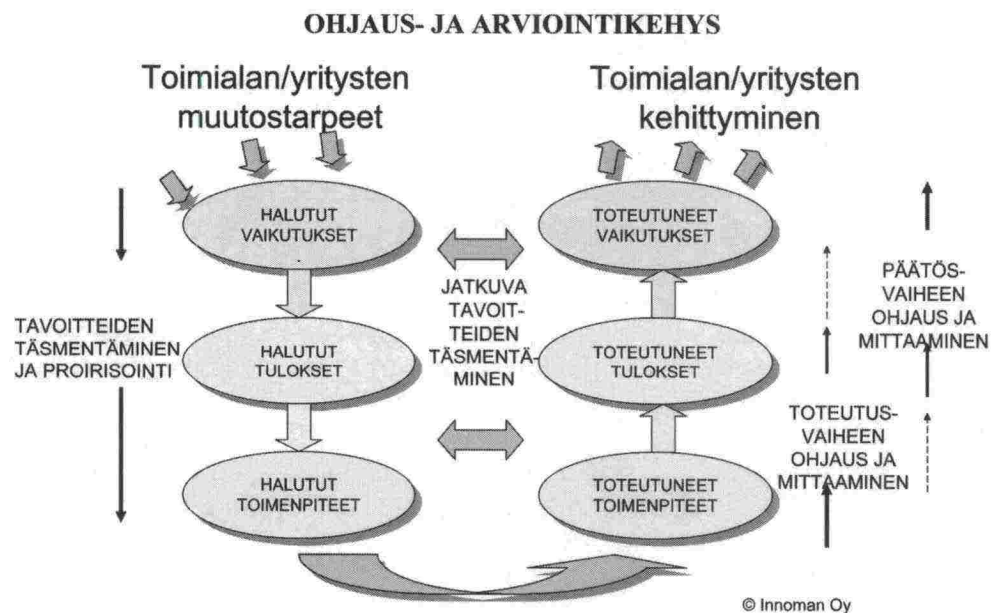 OHJAUS- JA ARVIOINTIKEHYS
Toimialan/yritysten
muutostarpeet
Toimialan/yritysten
kehittyminen
HALUTUT
VAIKUTUKSET
TOTEUTUNEET
VAIKUTUKSET
JATKUVA
TAVOIT-
TEIDEN
TÄSMENTÄ-
MINEN
PÄÄTÖS-
VAIHEEN
OHJAUS JA
MITTAAMINEN
TAVOITTEIDEN
TÄSMENTÄMINEN
JA PROIRISOINTI
HALUTUT
TULOKSET
TOTEUTUNEET
TULOKSET
TOTEUTUS-
VAIHEEN
OHJAUS JA
MITTAAMINEN
HALUTUT
TOIMENPITEET
TOTEUTUNEET
TOIMENPITEET
© Innoman Oy